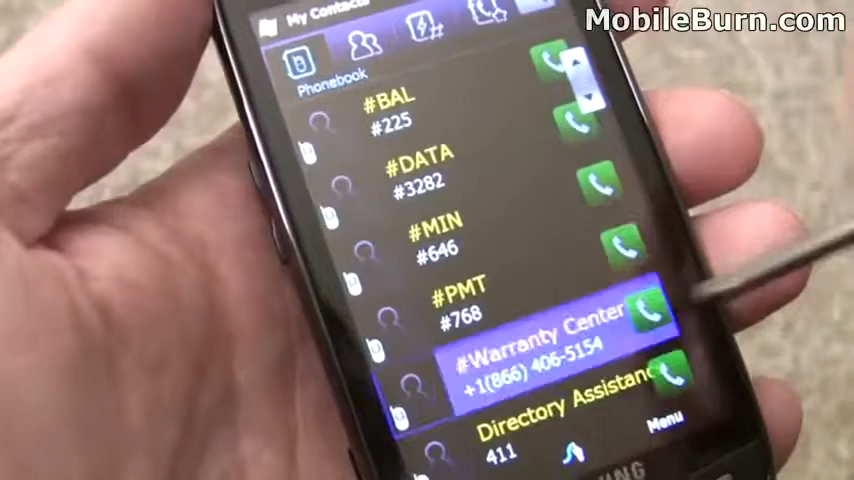 MobileBurn.com
My Contacts
Phonebook
#BAL
#225
#DATA
#3282
#MIN
#646
#PMT
#768
#Warranty Center
+1(866) 406-5154
Directory Assistanc
411
Menu